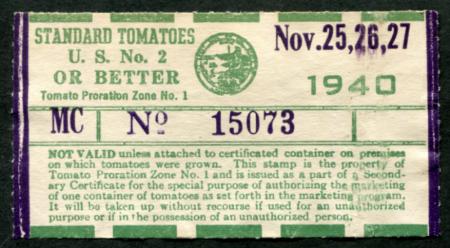 STANDARD TOMATOES
U. S. No. 2
OR BETTER
Tomato Proration Zone No. 1
Nov. 25, 26, 27
1940
MC No 15073
NOT VALID unless attached to certificated container on premises
on which tomatoes were grown. This stamp is the property of
Tomato Proration Zone No. 1 and is issued as a part of a Second-
ary Certificate for the special purpose of authorizing the marketing
of one container of tomatoes as set forth in the marketing program.
It will be taken up without recourse if used for an unauthorized
purpose or if in the possession of an unauthorized person.